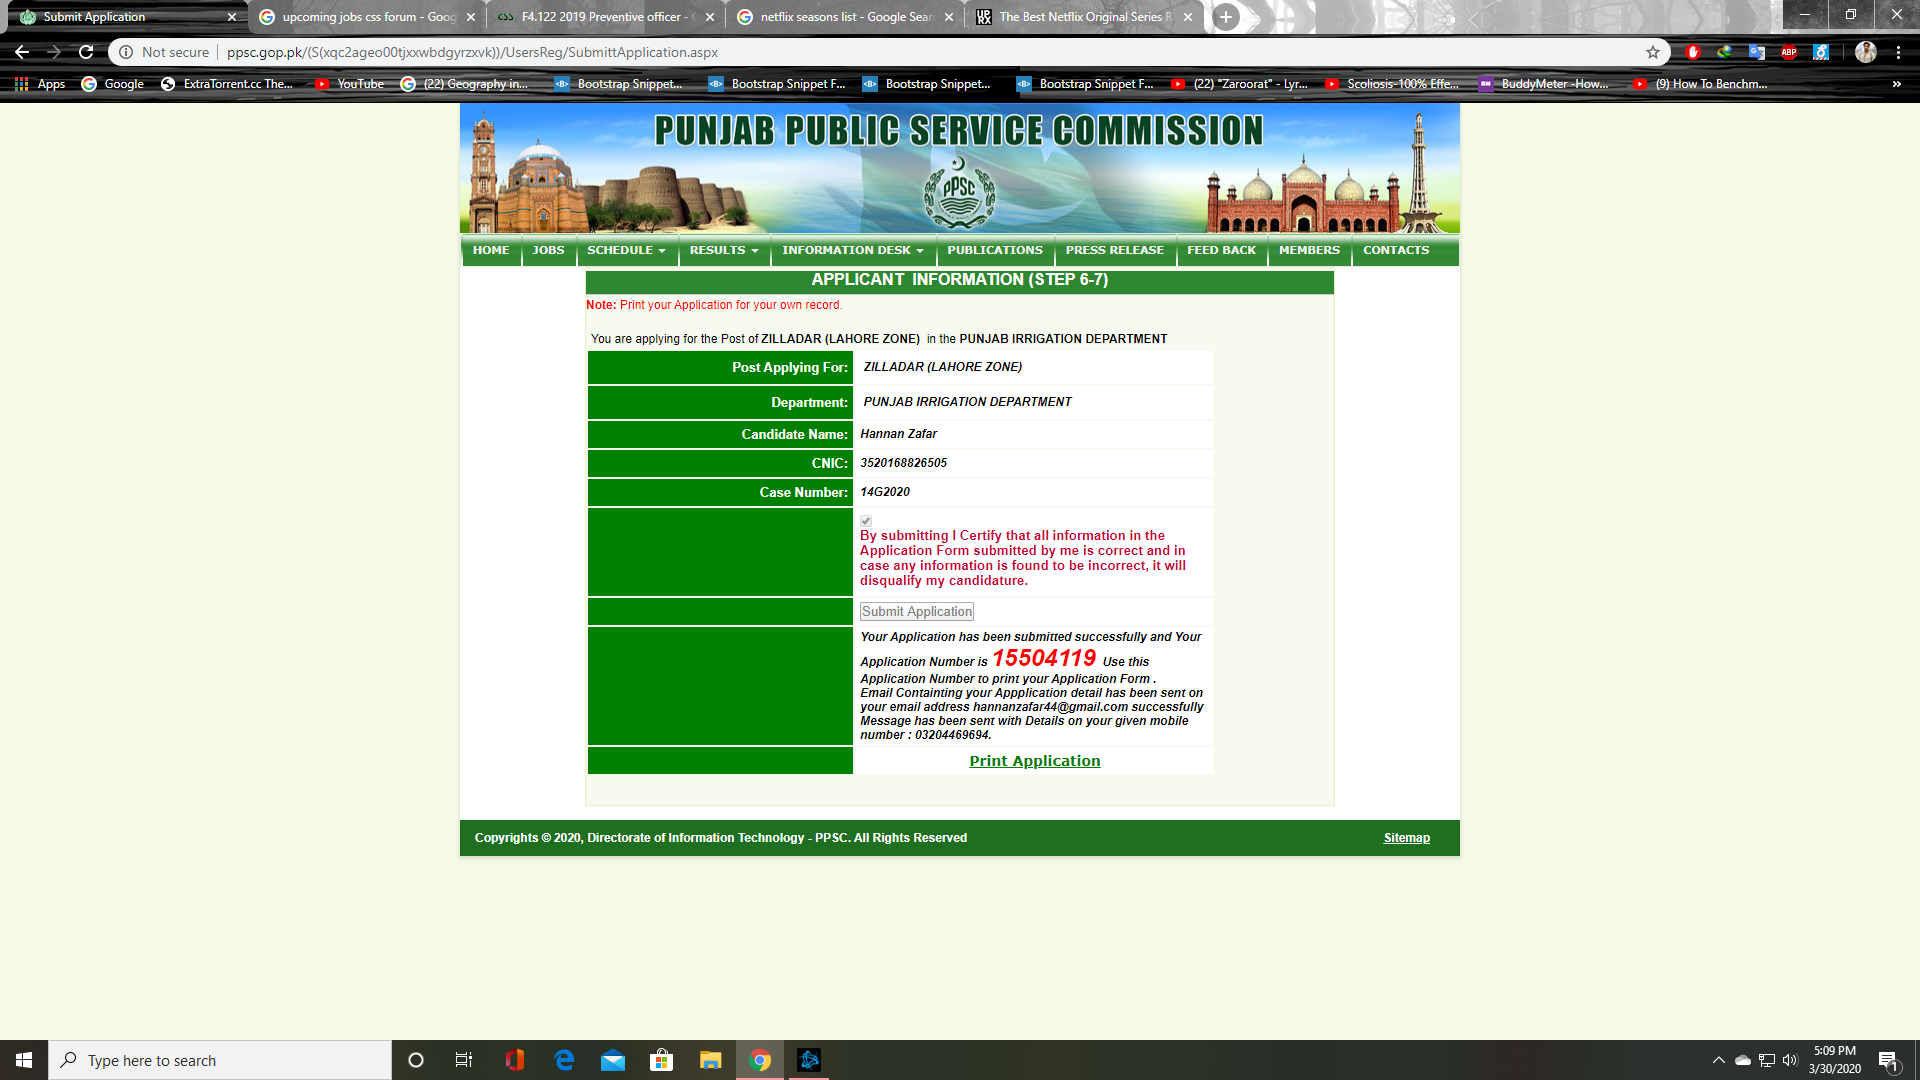 Submit Application
upcoming jobs css forum - Goog
F4.122 2019 Preventive officer - 
netflix seasons list - Google Sear
The Best Netflix Original Series R
Not secure
ppsc.gop.pk/(S(xqc2ageo00tjxxwbdgyrzxvk))/UsersReg/SubmittApplication.aspx
ABP
Apps
Google
ExtraTorrent.cc The...
YouTube
(22) Geography in...
Bootstrap Snippet...
Bootstrap Snippet F...
Bootstrap Snippet...
Bootstrap Snippet F...
(22) "Zaroorat" - Lyr...
Scoliosis-100% Effe...
BuddyMeter -How...
(9) How To Benchm...
PUNJAB PUBLIC SERVICE COMMISSION
PPSC
HOME
JOBS
SCHEDULE
RESULTS
INFORMATION DESK
PUBLICATIONS
PRESS RELEASE
FEED BACK
MEMBERS
CONTACTS
APPLICANT INFORMATION (STEP 6-7)
Note: Print your Application for your own record.
You are applying for the Post of ZILLADAR (LAHORE ZONE) in the PUNJAB IRRIGATION DEPARTMENT
Post Applying For: ZILLADAR (LAHORE ZONE)
Department: PUNJAB IRRIGATION DEPARTMENT
Candidate Name: Hannan Zafar
CNIC: 3520168826505
Case Number: 14G2020
By submitting I Certify that all information in the
Application Form submitted by me is correct and in
case any information is found to be incorrect, it will
disqualify my candidature.
Submit Application
Your Application has been submitted successfully and Your
Application Number is 15504119 Use this
Application Number to print your Application Form .
Email Containting your Appplication detail has been sent on
your email address hannanzafar44@gmail.com successfully
Message has been sent with Details on your given mobile
number : 03204469694.
Print Application
Copyrights © 2020, Directorate of Information Technology - PPSC. All Rights Reserved
Sitemap
Type here to search
5:09 PM
3/30/2020
1